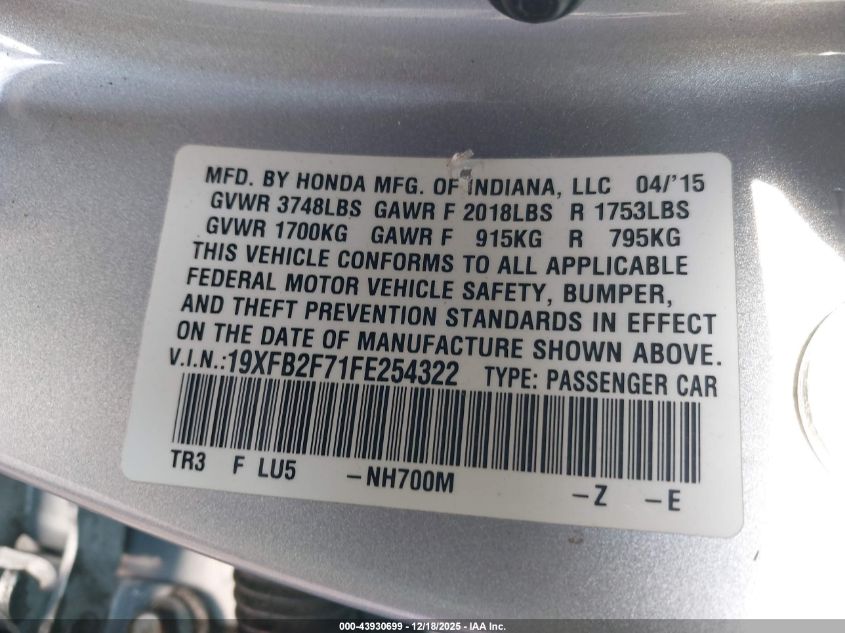 MFD. BY HONDA MFG. OF INDIANA, LLC 04/'15
GVWR 3748LBS GAWR F 2018LBS R 1753LBS
GVWR 1700KG GAWR F 915KG R 795KG
THIS VEHICLE CONFORMS TO ALL APPLICABLE
FEDERAL MOTOR VEHICLE SAFETY, BUMPER,
AND THEFT PREVENTION STANDARDS IN EFFECT
ON THE DATE OF MANUFACTURE SHOWN ABOVE.
V.I.N.:19XFB2F71FE254322 TYPE: PASSENGER CAR
TR3 F LU5 -NH700M -Z -E
000-43930699 - 12/18/2025 - IAA Inc.